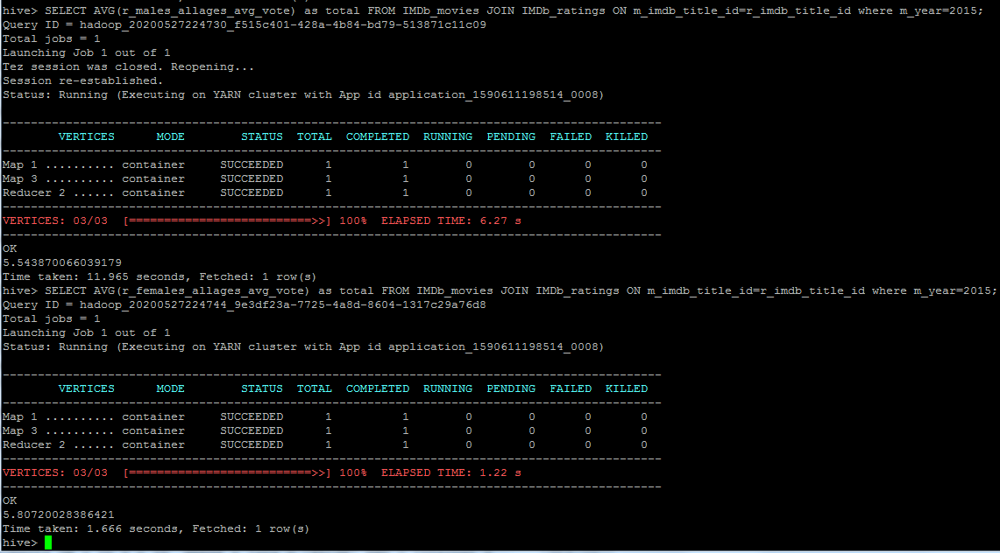 hive> SELECT AVG(r_males_allages_avg_vote) as total FROM IMDb_movies JOIN IMDb_ratings ON m_imdb_title_id=r_imdb_title_id where m_year=2015;
Query ID = hadoop_20200527224730_f515c401-428a-4b84-bd79-513871c11c09
Total jobs = 1
Launching Job 1 out of 1
Tez session was closed. Reopening...
Session re-established.
Status: Running (Executing on YARN cluster with App id application_1590611198514_0008)
----------------------------------------------------------------------------------------------
        VERTICES      MODE        STATUS  TOTAL  COMPLETED  RUNNING  PENDING  FAILED  KILLED
----------------------------------------------------------------------------------------------
Map 1 .......... container     SUCCEEDED      1          1        0        0       0       0
Map 3 .......... container     SUCCEEDED      1          1        0        0       0       0
Reducer 2 ...... container     SUCCEEDED      1          1        0        0       0       0
----------------------------------------------------------------------------------------------
VERTICES: 03/03  [==========================>>] 100%  ELAPSED TIME: 6.27 s
----------------------------------------------------------------------------------------------
OK
5.543870066039179
Time taken: 11.965 seconds, Fetched: 1 row(s)
hive> SELECT AVG(r_females_allages_avg_vote) as total FROM IMDb_movies JOIN IMDb_ratings ON m_imdb_title_id=r_imdb_title_id where m_year=2015;
Query ID = hadoop_20200527224744_9e3df23a-7725-4a8d-8604-1317c29a76d8
Total jobs = 1
Launching Job 1 out of 1
Status: Running (Executing on YARN cluster with App id application_1590611198514_0008)
----------------------------------------------------------------------------------------------
        VERTICES      MODE        STATUS  TOTAL  COMPLETED  RUNNING  PENDING  FAILED  KILLED
----------------------------------------------------------------------------------------------
Map 1 .......... container     SUCCEEDED      1          1        0        0       0       0
Map 3 .......... container     SUCCEEDED      1          1        0        0       0       0
Reducer 2 ...... container     SUCCEEDED      1          1        0        0       0       0
----------------------------------------------------------------------------------------------
VERTICES: 03/03  [==========================>>] 100%  ELAPSED TIME: 1.22 s
----------------------------------------------------------------------------------------------
OK
5.80720028386421
Time taken: 1.666 seconds, Fetched: 1 row(s)
hive>